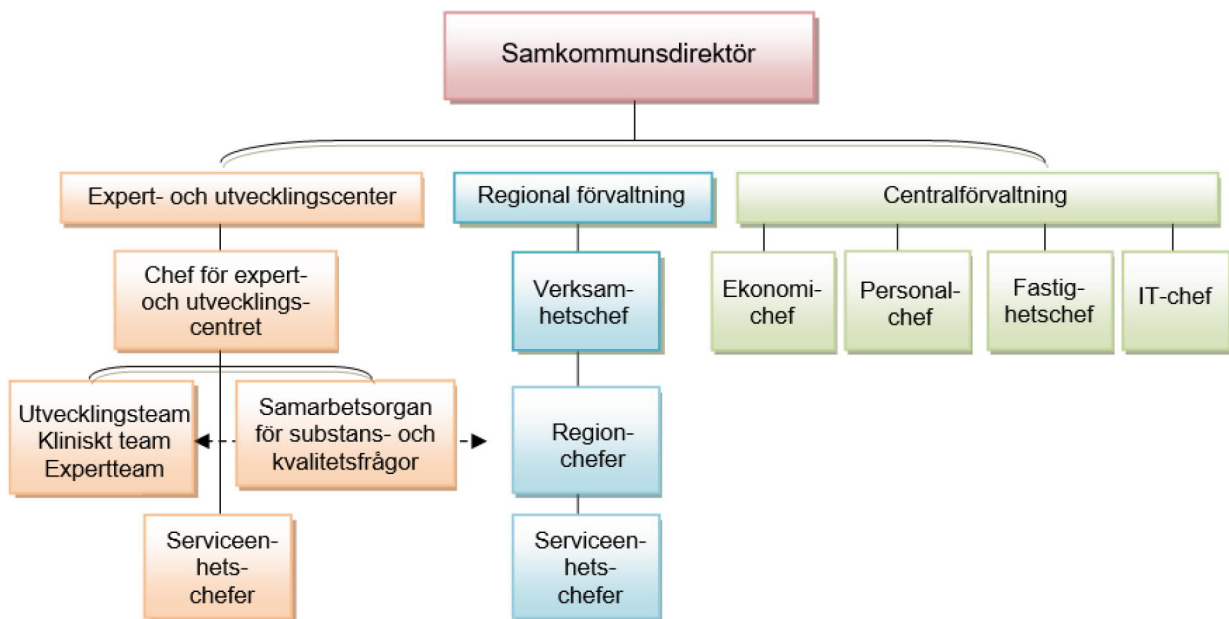 Samkommunsdirektör
Expert- och utvecklingscenter
Regional förvaltning
Centralförvaltning
Chef för expert-
och utvecklings-
centret
Verksam-
hetschef
Ekonomi-
chef
Personal-
chef
Fastig-
hetschef
IT-chef
Utvecklingsteam
Kliniskt team
Expertteam
Samarbetsorgan
för substans- och
kvalitetsfrågor
Region-
chefer
Serviceen-
hets-
chefer
Serviceen-
hets-
chefer